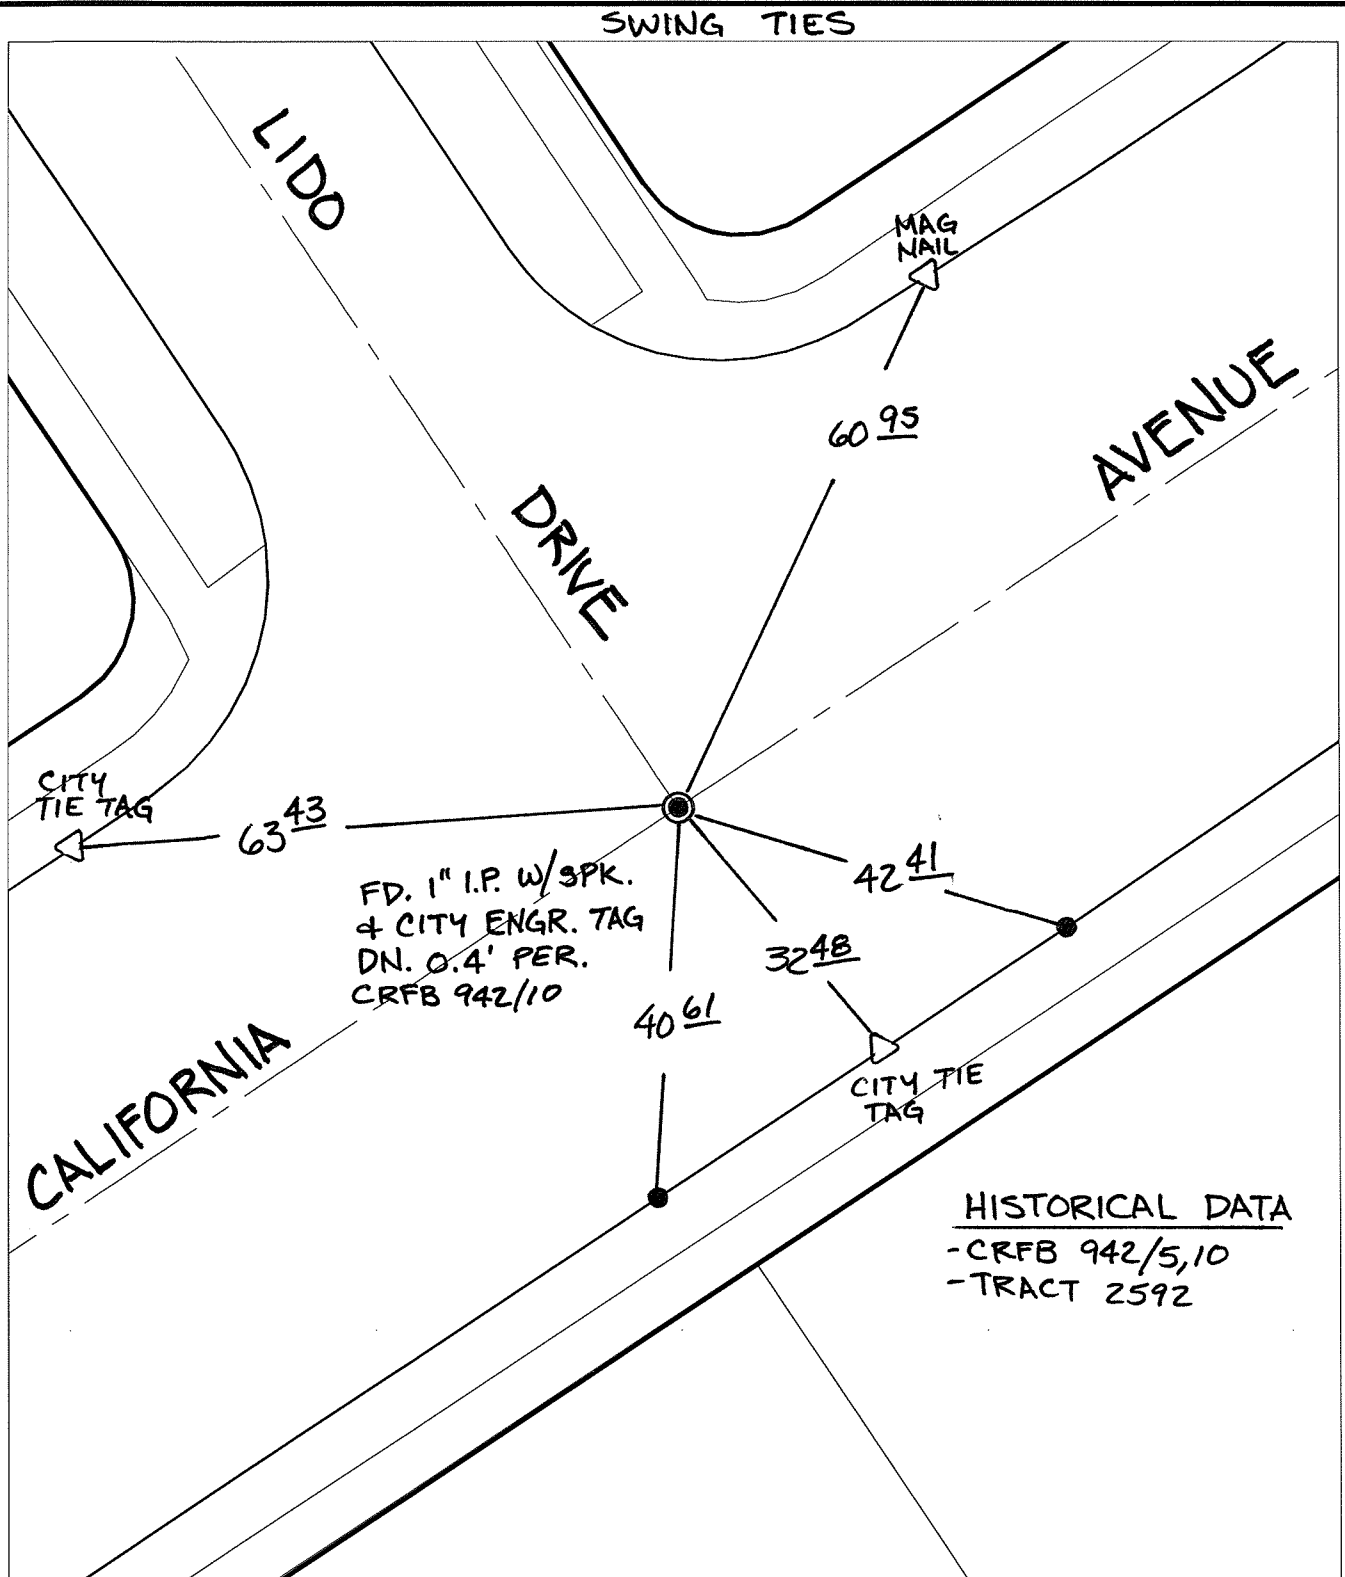 SWING TIES
LIDO
DRIVE
MAG
NAIL
60 95
AVENUE
CITY
TIE TAG
63 43
FD. 1" I.P. W/SPK.
& CITY ENGR. TAG
DN. 0.4' PER.
CRFB 942/10
42 41
32 48
40 61
CITY TIE
TAG
CALIFORNIA
HISTORICAL DATA
-CRFB 942/5,10
-TRACT 2592